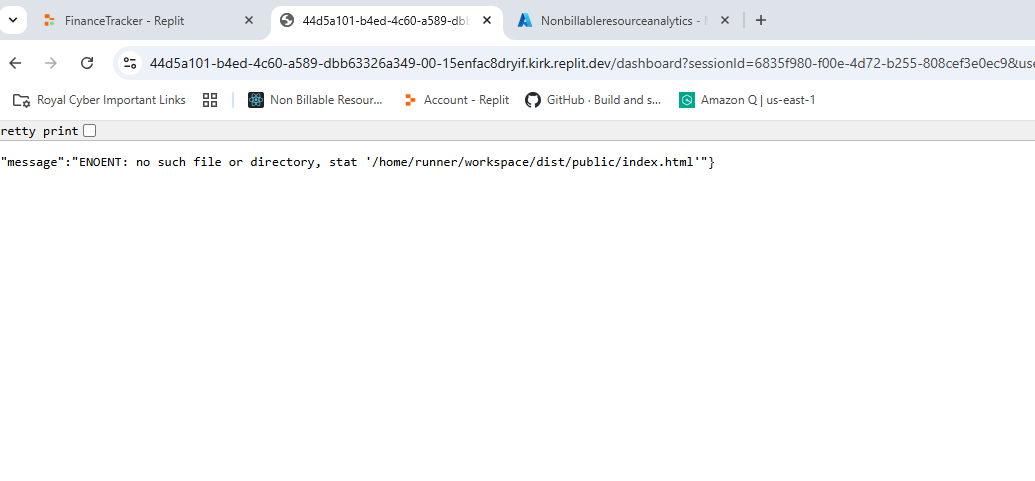 FinanceTracker - Replit
44d5a101-b4ed-4c60-a589-dbb
Nonbillableresourceanalytics -
44d5a101-b4ed-4c60-a589-dbb63326a349-00-15enfac8dryif.kirk.replit.dev/dashboard?sessionId=6835f980-f00e-4d72-b255-808cef3e0ec9&use
Royal Cyber Important Links
Non Billable Resour...
Account - Replit
GitHub · Build and s...
Amazon Q | us-east-1
retty print
"message":"ENOENT: no such file or directory, stat '/home/runner/workspace/dist/public/index.html'"}